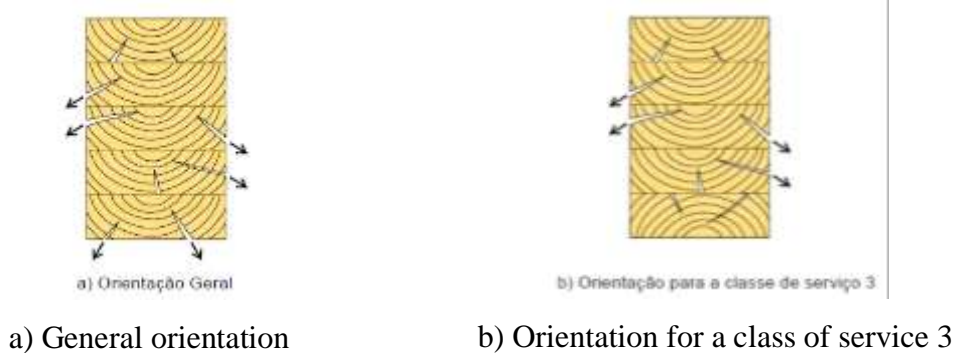 a) Orientação Geral
b) Orientação para a classe de serviço 3
a) General orientation
b) Orientation for a class of service 3